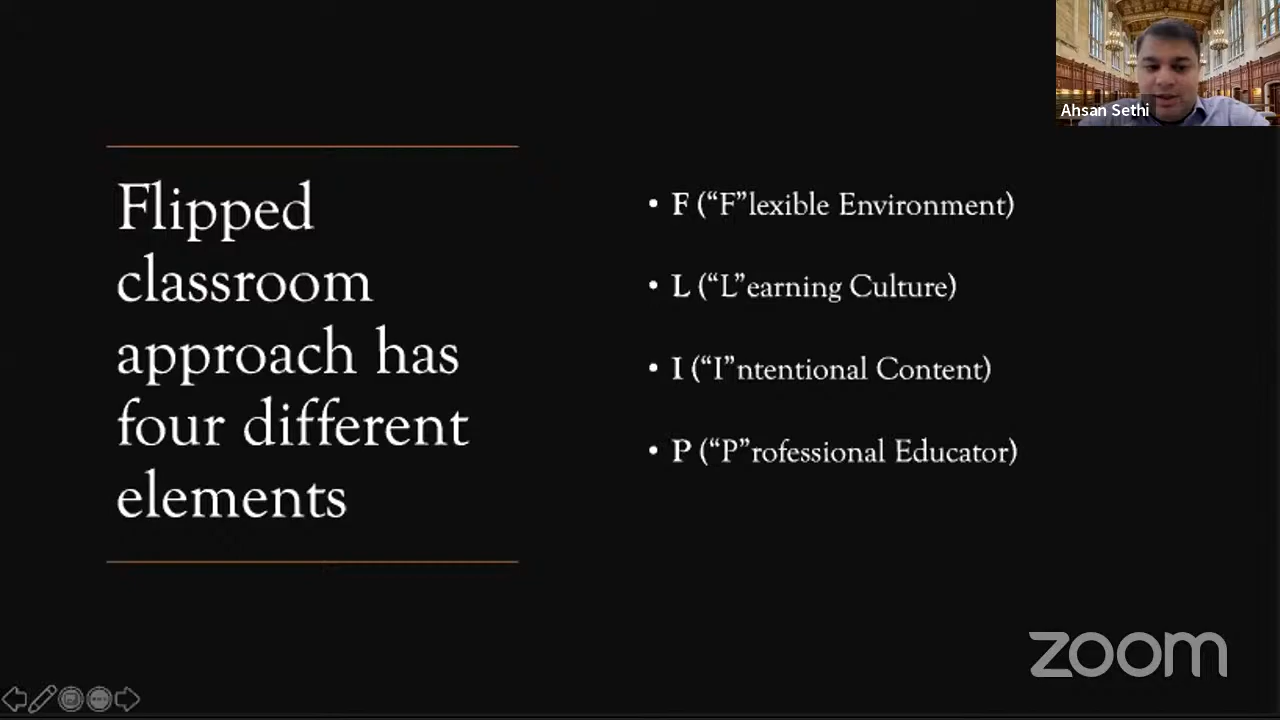 Ahsan Sethi
Flipped
classroom
approach has
four different
elements
• F (“F”lexible Environment)
• L (“L”earning Culture)
• I (“I”ntentional Content)
• P (“P”rofessional Educator)
zoom